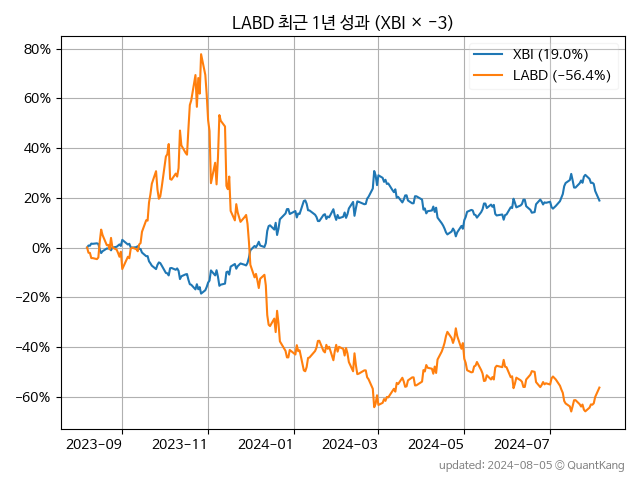 LABD 최근 1년 성과 (XBI × −3)
XBI (19.0%)
LABD (−56.4%)
80%
60%
40%
20%
0%
−20%
−40%
−60%
2023-09 2023-11 2024-01 2024-03 2024-05 2024-07
updated: 2024-08-05 © QuantKang